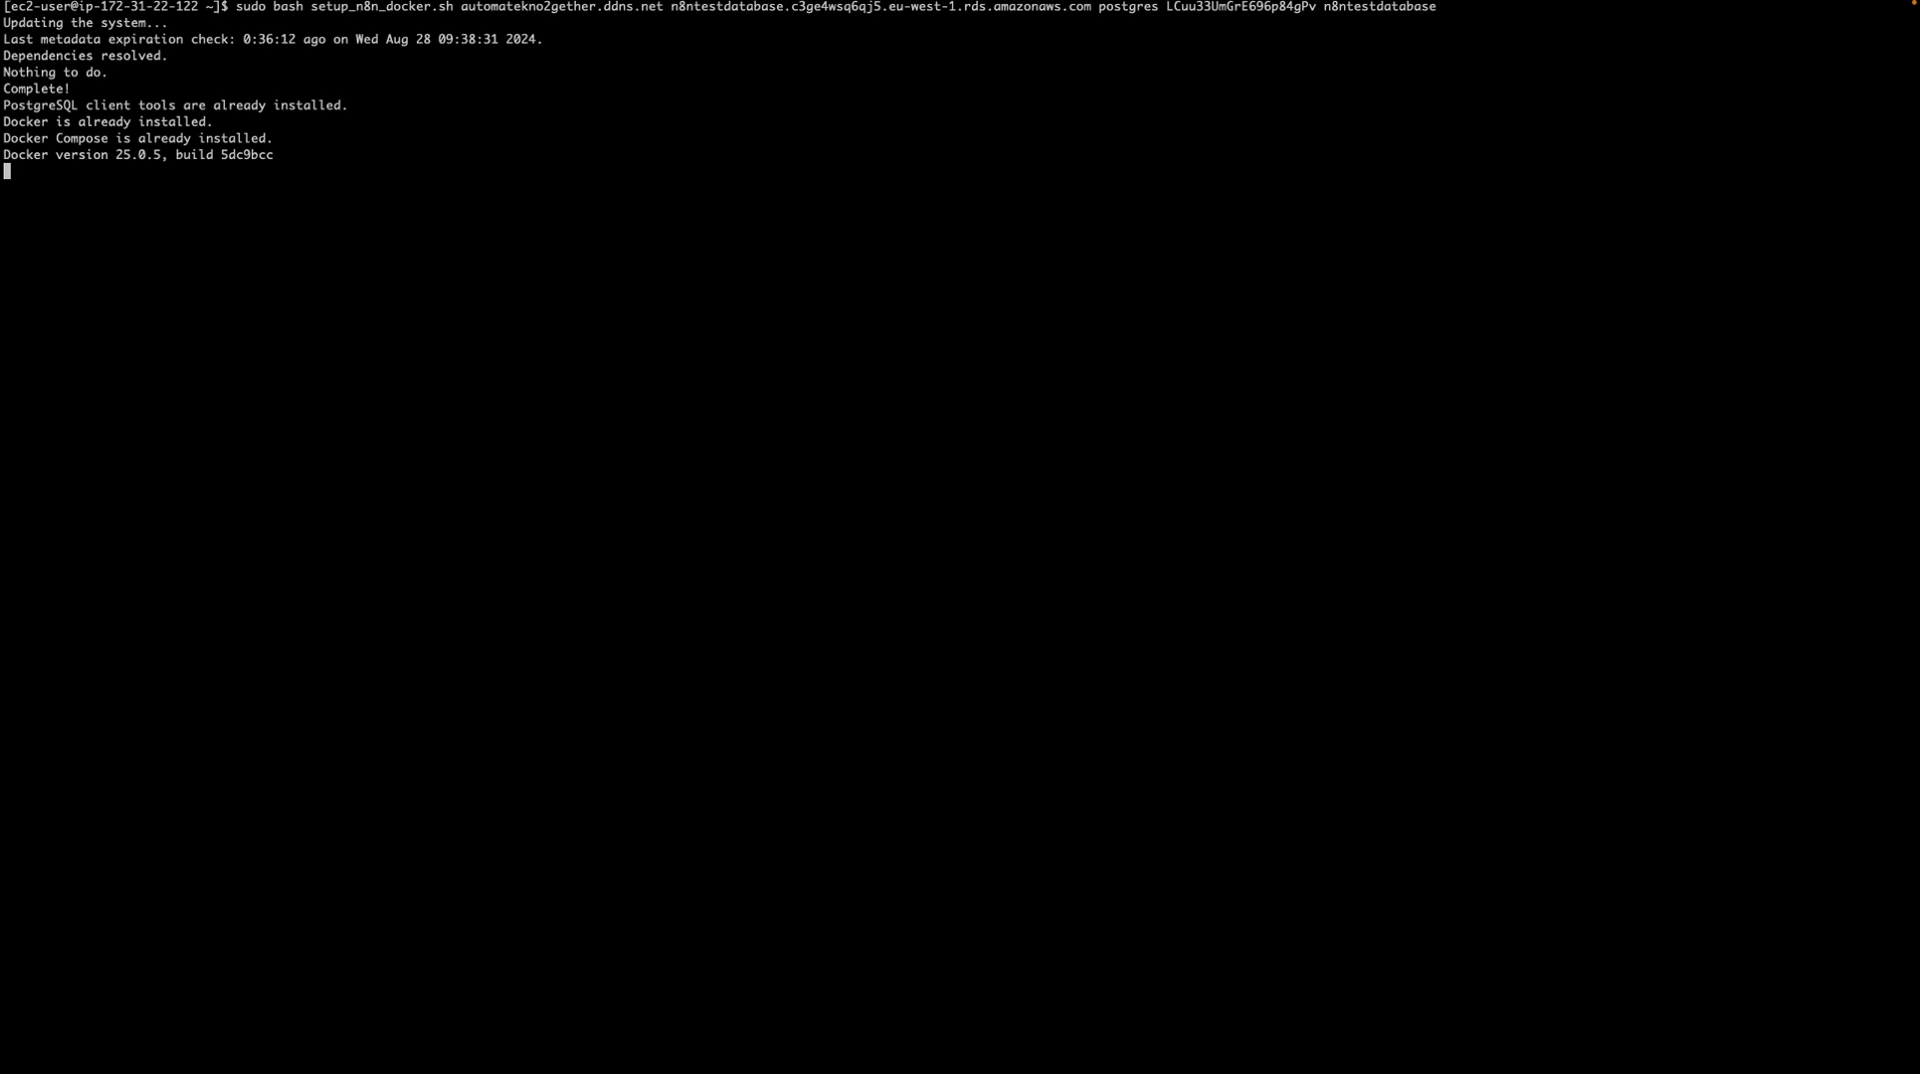 [ec2-user@ip-172-31-22-122 ~]$ sudo bash setup_n8n_docker.sh automatekno2gether.ddns.net n8ntestdatabase.c3ge4wsq6qj5.eu-west-1.rds.amazonaws.com postgres LCuu33UmGrE696p84gPv n8ntestdatabase
Updating the system...
Last metadata expiration check: 0:36:12 ago on Wed Aug 28 09:38:31 2024.
Dependencies resolved.
Nothing to do.
Complete!
PostgreSQL client tools are already installed.
Docker is already installed.
Docker Compose is already installed.
Docker version 25.0.5, build 5dc9bcc